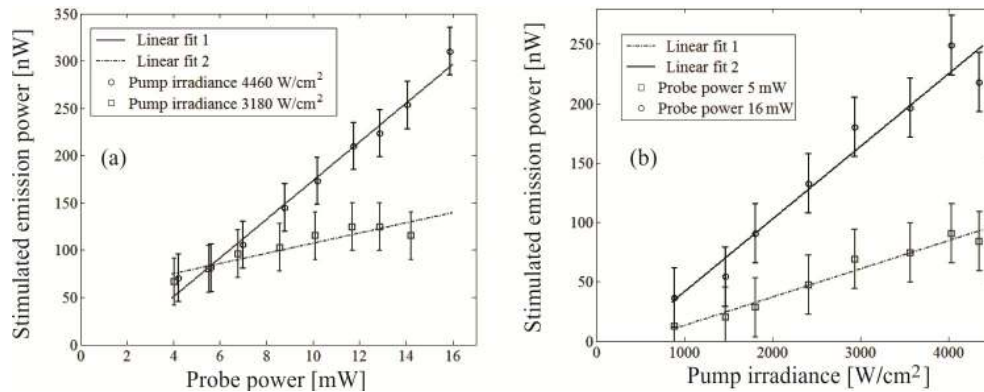 350
300
250
200
150
100
50
0
0 2 4 6 8 10 12 14 16
Stimulated emission power [nW]
Probe power [mW]
Linear fit 1
Linear fit 2
Pump irradiance 4460 W/cm²
Pump irradiance 3180 W/cm²
(a)
250
200
150
100
50
0
0 1000 2000 3000 4000
Stimulated emission power [nW]
Pump irradiance [W/cm²]
Linear fit 1
Linear fit 2
Probe power 5 mW
Probe power 16 mW
(b)